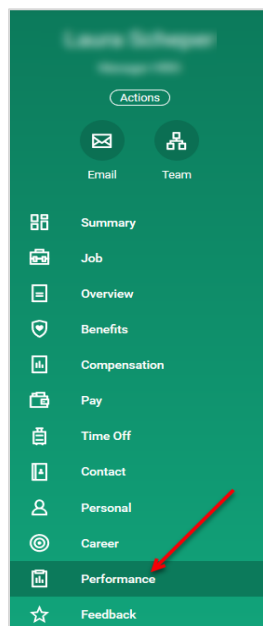 Actions
Email Team
Summary
Job
Overview
Benefits
Compensation
Pay
Time Off
Contact
Personal
Career
Performance
Feedback